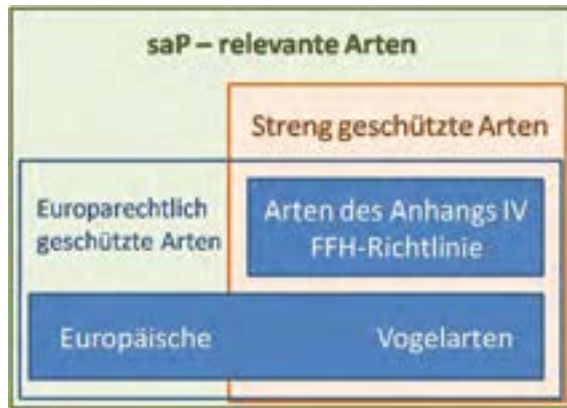 saP – relevante Arten
Streng geschützte Arten
Europarechtlich
geschützte Arten
Arten des Anhangs IV
FFH-Richtlinie
Europäische Vogelarten